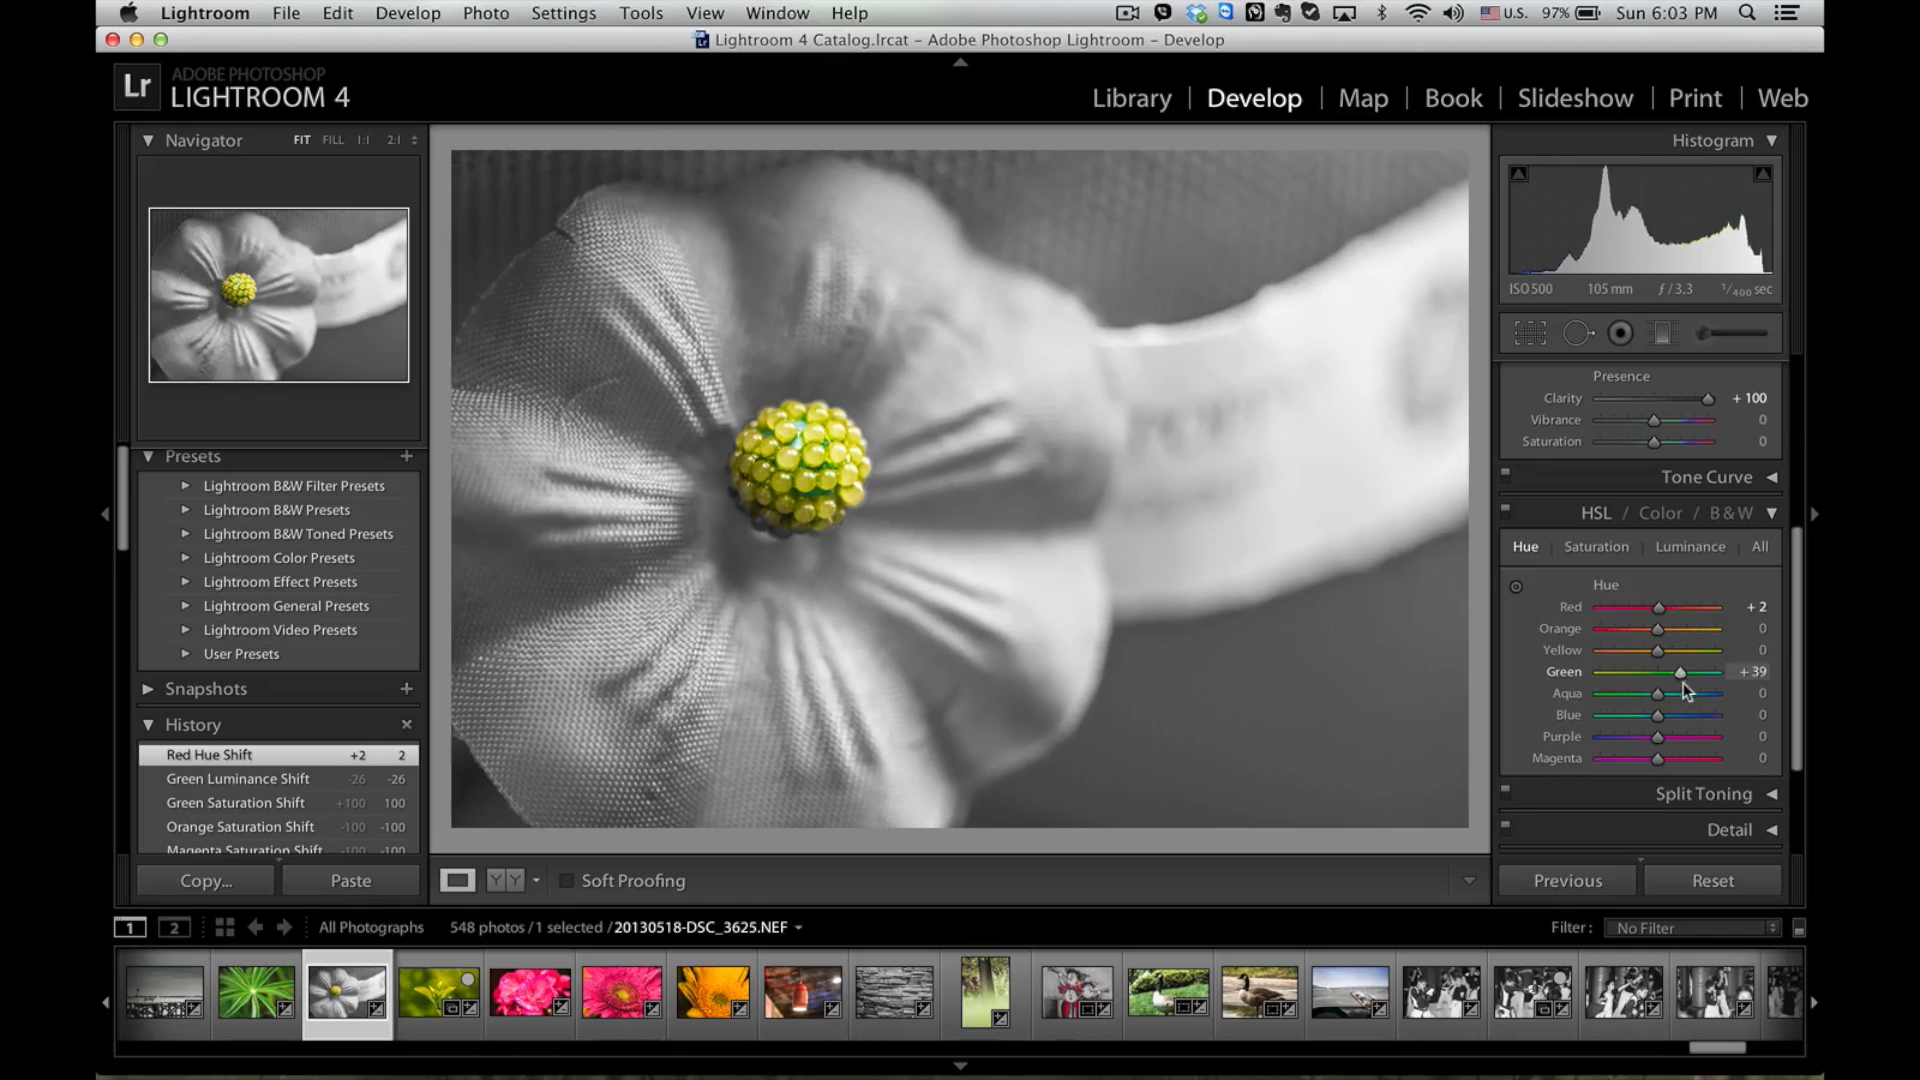 Lightroom File Edit Develop Photo Settings Tools View Window Help U.S. 97% Sun 6:03 PM
Lightroom 4 Catalog.lrcat – Adobe Photoshop Lightroom – Develop
Lr ADOBE PHOTOSHOP
LIGHTROOM 4
Library | Develop | Map | Book | Slideshow | Print | Web
Navigator FIT FILL 1:1 2:1
Presets +
Lightroom B&W Filter Presets
Lightroom B&W Presets
Lightroom B&W Toned Presets
Lightroom Color Presets
Lightroom Effect Presets
Lightroom General Presets
Lightroom Video Presets
User Presets
Snapshots +
History ×
Red Hue Shift +2 2
Green Luminance Shift -26 -26
Green Saturation Shift +100 100
Orange Saturation Shift -100 -100
Magenta Saturation Shift -100 -100
Copy... Paste
Histogram
ISO 500 105 mm ƒ / 3.3 1/400 sec
Presence
Clarity + 100
Vibrance 0
Saturation 0
Tone Curve
HSL / Color / B & W
Hue Saturation Luminance All
Hue
Red + 2
Orange 0
Yellow 0
Green + 39
Aqua 0
Blue 0
Purple 0
Magenta 0
Split Toning
Detail
Previous Reset
Y Y Soft Proofing
1 2 All Photographs 548 photos / 1 selected / 20130518-DSC_3625.NEF Filter : No Filter